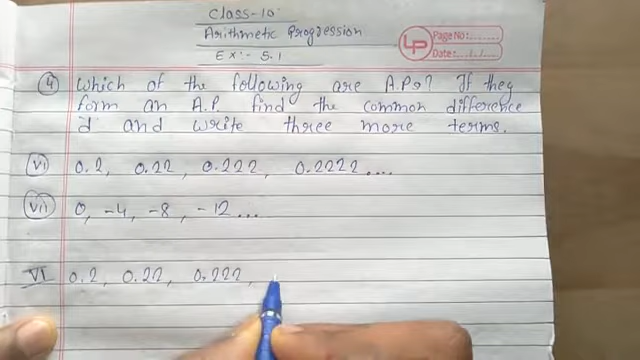 Class-10
Arithmetic Progression
Ex:- 5.1
LP
Page No:......
Date: / /
4 Which of the following are A.Ps? If they
form an A.P. find the common difference
d and write three more terms.
vi 0.2, 0.22, 0.222, 0.2222....
vii 0, -4, -8, -12...
VI 0.2, 0.22, 0.222,